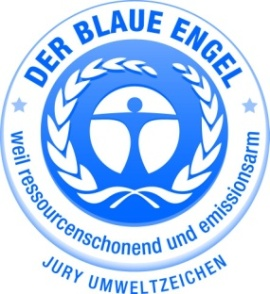 DER BLAUE ENGEL
weil ressourcenschonend und emissionsarm
JURY UMWELTZEICHEN